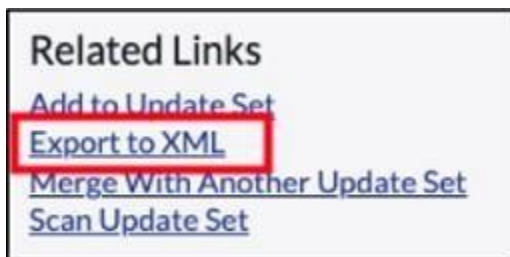 Related Links
Add to Update Set
Export to XML
Merge With Another Update Set
Scan Update Set